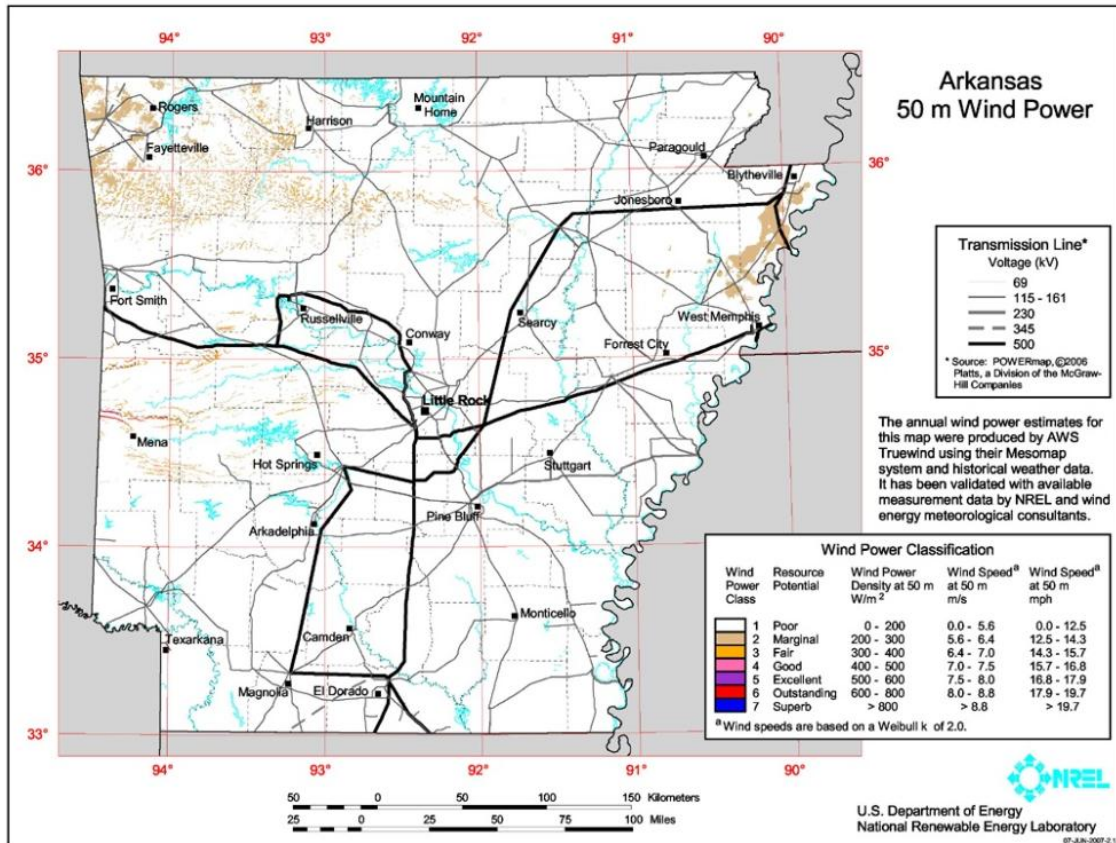 94°
93°
92°
91°
90°
Arkansas
50 m Wind Power
Rogers
Mountain
Home
Harrison
Fayetteville
Paragould
36°
36°
Blytheville
Jonesboro
Transmission Line*
Voltage (kV)
69
115 - 161
230
345
500
* Source: POWERmap, ©2006
Platts, a Division of the McGraw-
Hill Companies
Fort Smith
Russellville
Searcy
West Memphis
Conway
Forrest City
35°
35°
Little Rock
The annual wind power estimates for
this map were produced by AWS
Truewind using their Mesomap
system and historical weather data.
It has been validated with available
measurement data by NREL and wind
energy meteorological consultants.
Mena
Hot Springs
Stuttgart
Pine Bluff
Arkadelphia
34°
34°
Wind Power Classification
Wind Power Class
Resource Potential
Wind Power Density at 50 m W/m²
Wind Speedᵃ at 50 m m/s
Wind Speedᵃ at 50 m mph
1 Poor 0 - 200 0.0 - 5.6 0.0 - 12.5
2 Marginal 200 - 300 5.6 - 6.4 12.5 - 14.3
3 Fair 300 - 400 6.4 - 7.0 14.3 - 15.7
4 Good 400 - 500 7.0 - 7.5 15.7 - 16.8
5 Excellent 500 - 600 7.5 - 8.0 16.8 - 17.9
6 Outstanding 600 - 800 8.0 - 8.8 17.9 - 19.7
7 Superb > 800 > 8.8 > 19.7
ᵃ Wind speeds are based on a Weibull k of 2.0.
Monticello
Camden
Texarkana
Magnolia
El Dorado
33°
33°
94°
93°
92°
91°
90°
50 0 50 100 150 Kilometers
25 0 25 50 75 100 Miles
NREL
U.S. Department of Energy
National Renewable Energy Laboratory
07-JUN-2007-2.1